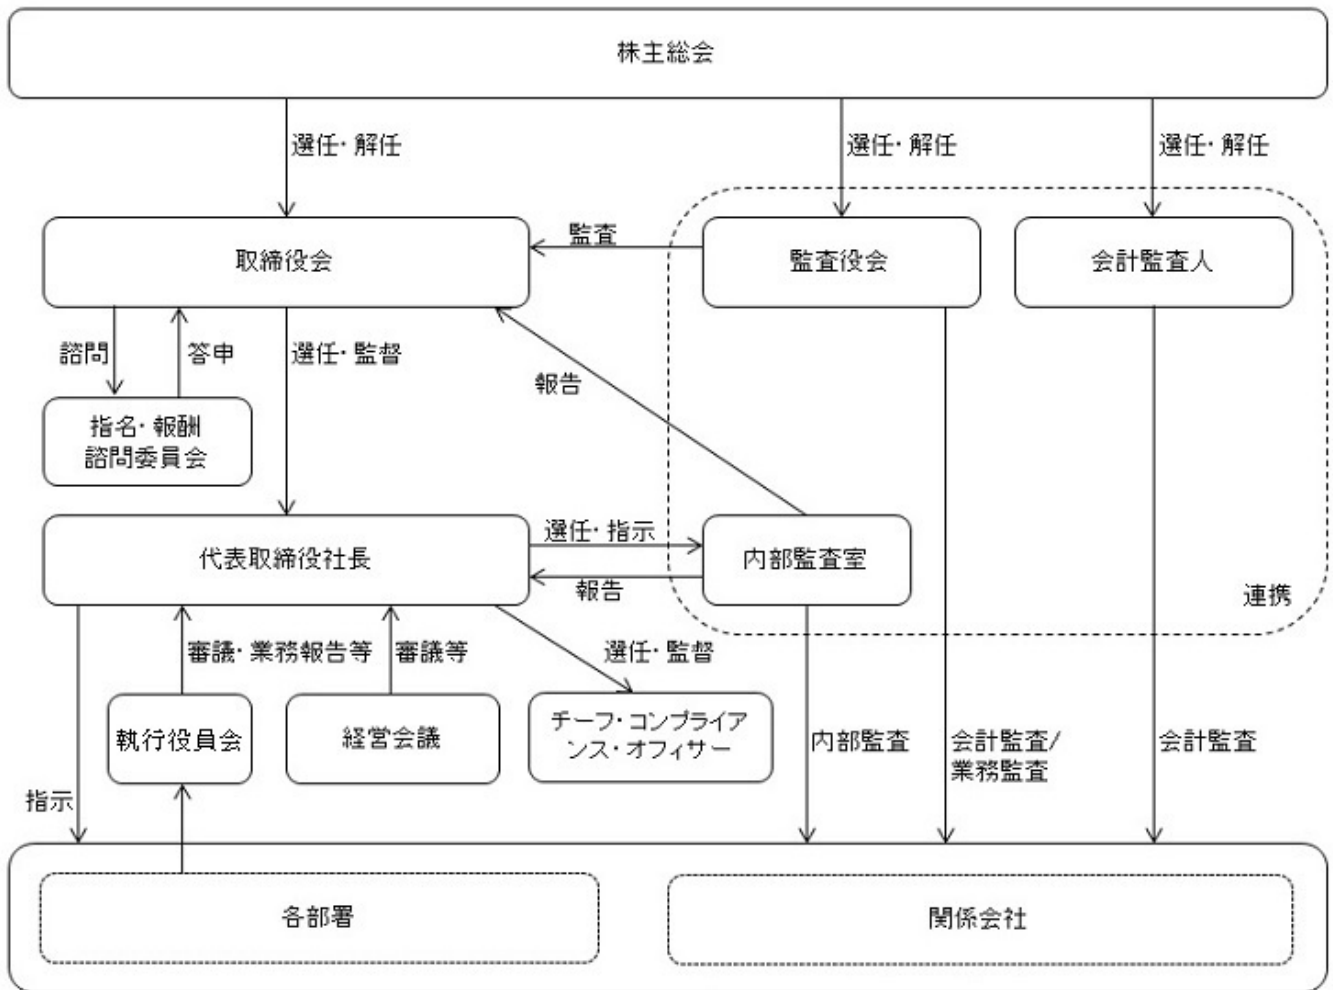 株主総会
選任・解任
選任・解任
選任・解任
取締役会
監査
監査役会
会計監査人
諮問
答申
選任・監督
報告
指名・報酬
諮問委員会
代表取締役社長
選任・指示
報告
内部監査室
連携
審議・業務報告等
審議等
選任・監督
執行役員会
経営会議
チーフ・コンプライア
ンス・オフィサー
内部監査
会計監査/
業務監査
会計監査
指示
各部署
関係会社